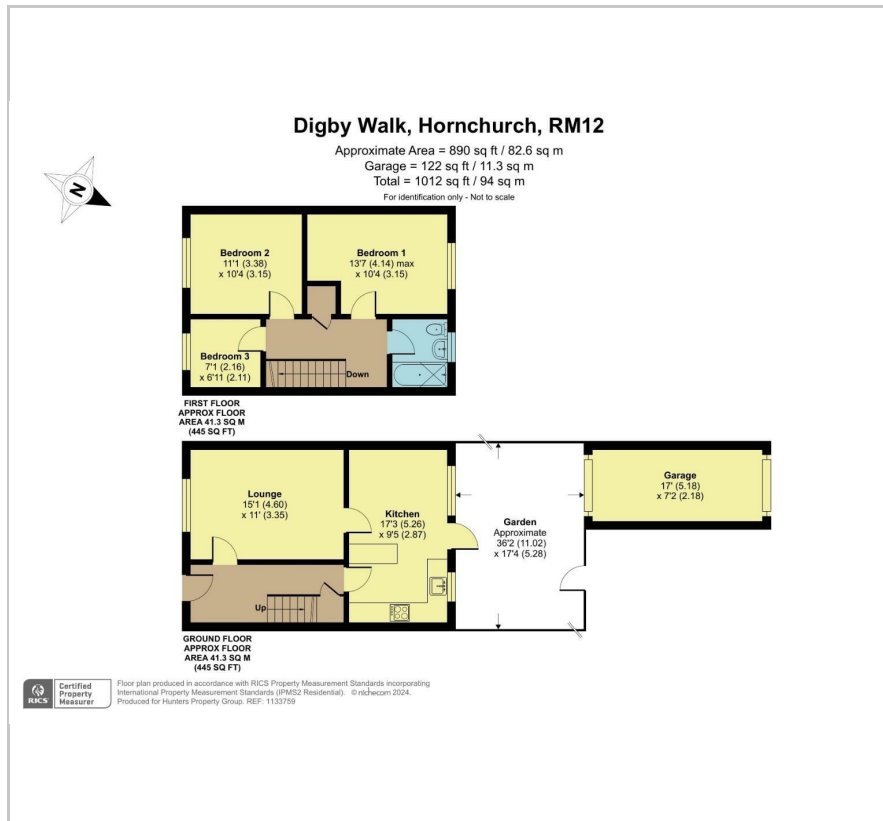 Digby Walk, Hornchurch, RM12
Approximate Area = 890 sq ft / 82.6 sq m
Garage = 122 sq ft / 11.3 sq m
Total = 1012 sq ft / 94 sq m
For identification only - Not to scale
N
Bedroom 2
11'1 (3.38)
x 10'4 (3.15)
Bedroom 1
13'7 (4.14) max
x 10'4 (3.15)
Bedroom 3
7'1 (2.16)
x 6'11 (2.11)
Down
FIRST FLOOR
APPROX FLOOR
AREA 41.3 SQ M
(445 SQ FT)
Lounge
15'1 (4.60)
x 11' (3.35)
Kitchen
17'3 (5.26)
x 9'5 (2.87)
Garden
Approximate
36'2 (11.02)
x 17'4 (5.28)
Garage
17' (5.18)
x 7'2 (2.18)
Up
GROUND FLOOR
APPROX FLOOR
AREA 41.3 SQ M
(445 SQ FT)
RICS
Certified
Property
Measurer
Floor plan produced in accordance with RICS Property Measurement Standards incorporating
International Property Measurement Standards (IPMS2 Residential). © nichecom 2024.
Produced for Hunters Property Group. REF: 1133759